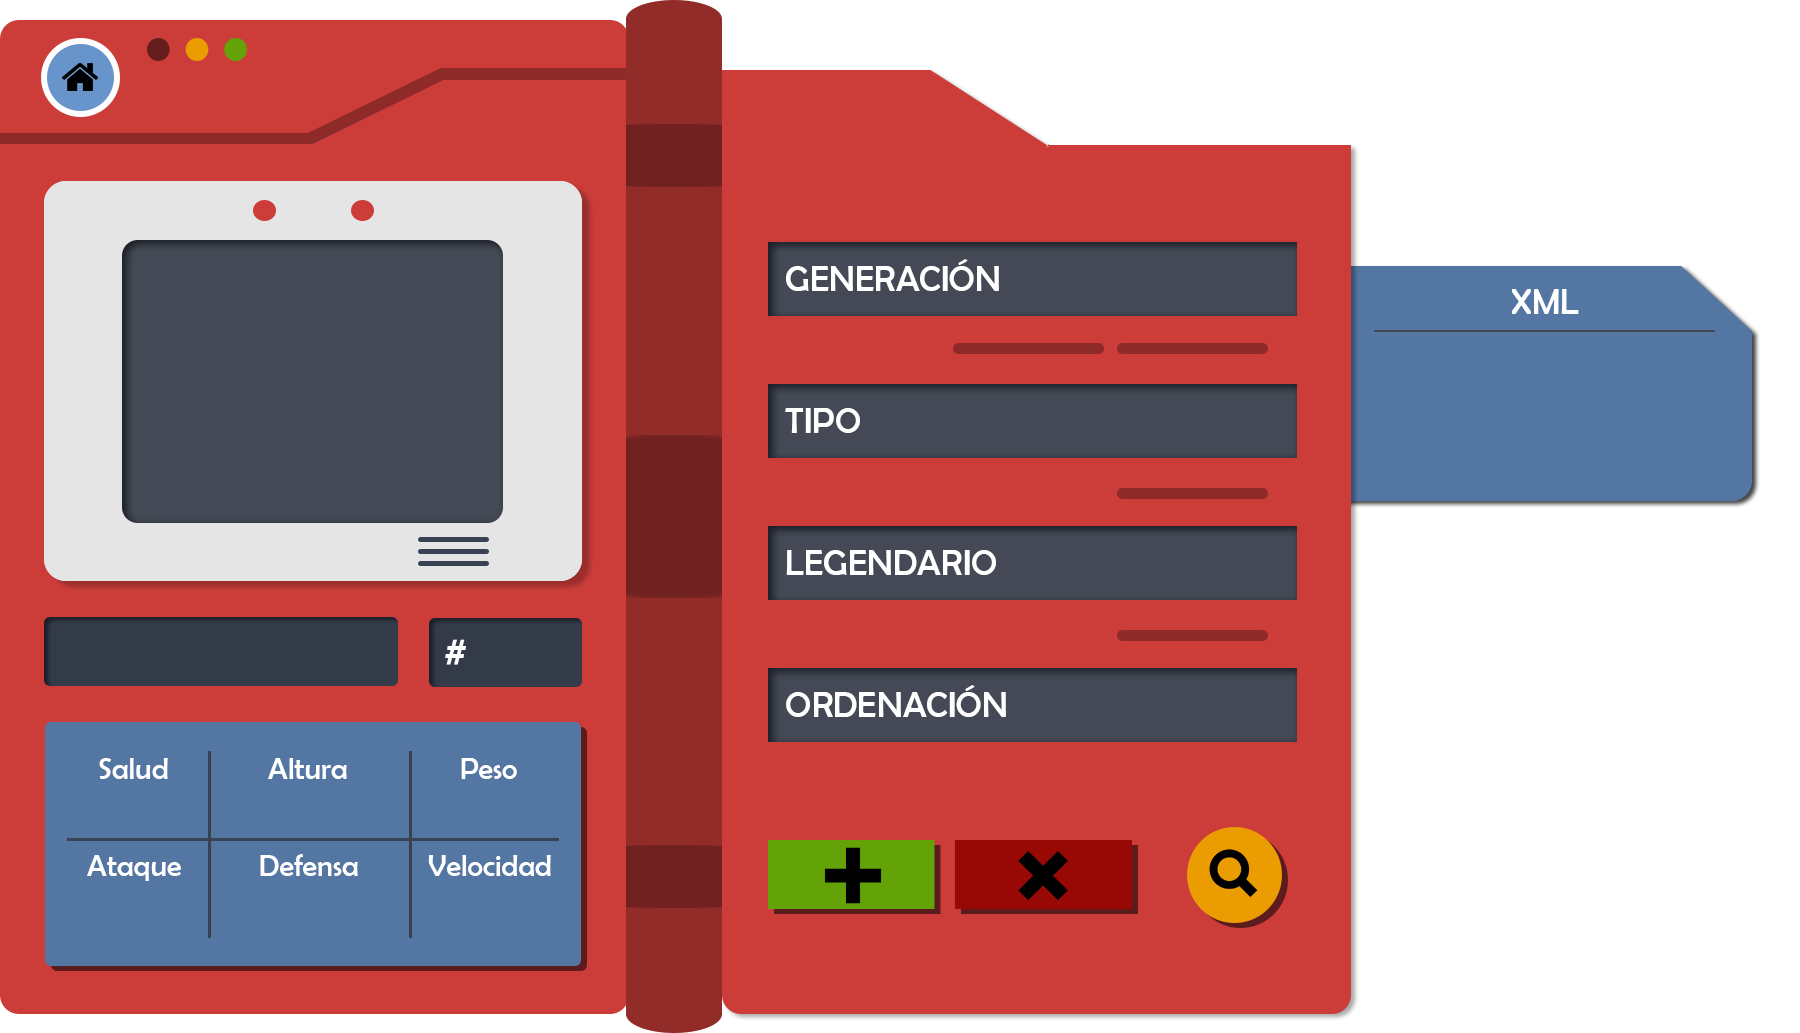 #
Salud
Altura
Peso
Ataque
Defensa
Velocidad
GENERACIÓN
TIPO
LEGENDARIO
ORDENACIÓN
XML